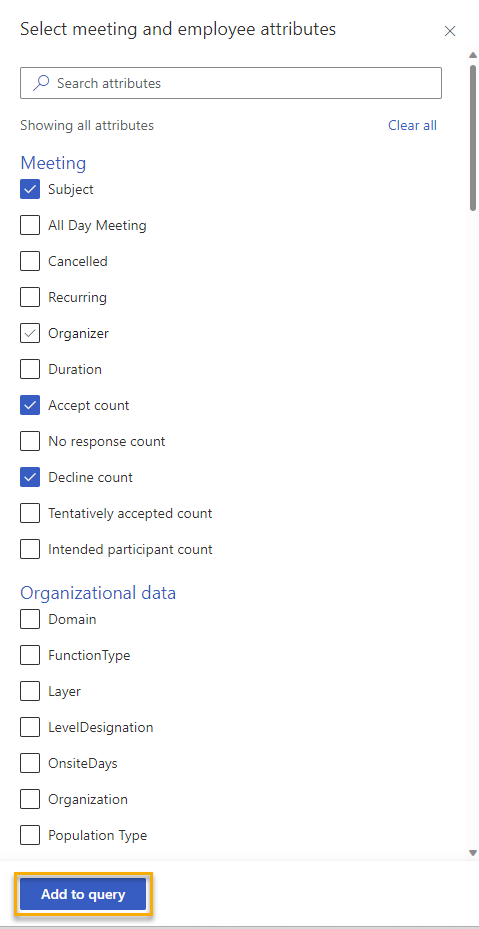 Select meeting and employee attributes
Search attributes
Showing all attributes
Clear all
Meeting
Subject
All Day Meeting
Cancelled
Recurring
Organizer
Duration
Accept count
No response count
Decline count
Tentatively accepted count
Intended participant count
Organizational data
Domain
FunctionType
Layer
LevelDesignation
OnsiteDays
Organization
Population Type
Add to query